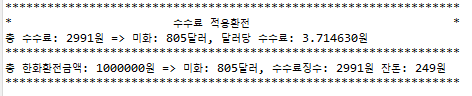 ************************************************************
*                     수수료 적용환전                          *
총 수수료: 2991원 => 미화: 805달러, 달러당 수수료: 3.714630원
************************************************************
총 한화환전금액: 1000000원 => 미화: 805달러, 수수료징수: 2991원 잔돈: 249원
************************************************************